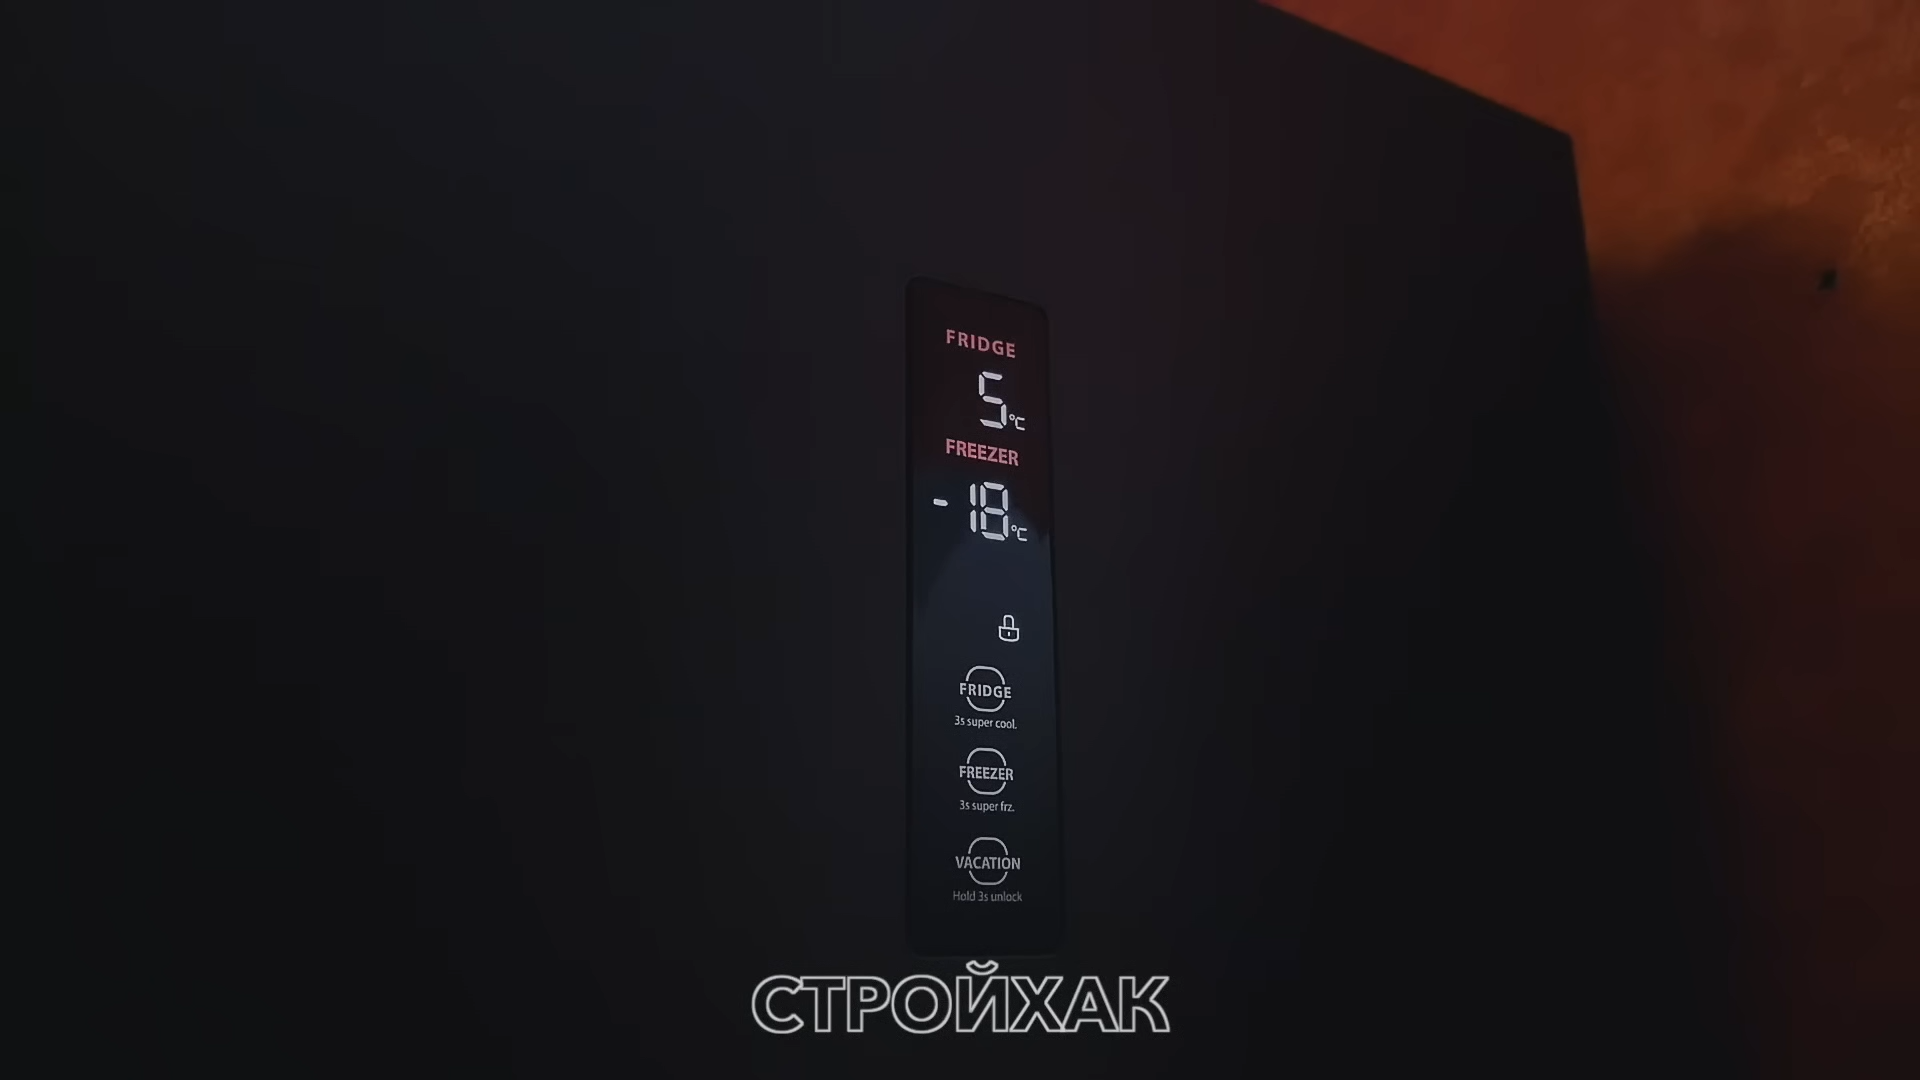 FRIDGE
5°C
FREEZER
-18°C
FRIDGE
3s super cool.
FREEZER
3s super frz.
VACATION
Hold 3s unlock
СТРОЙХАК